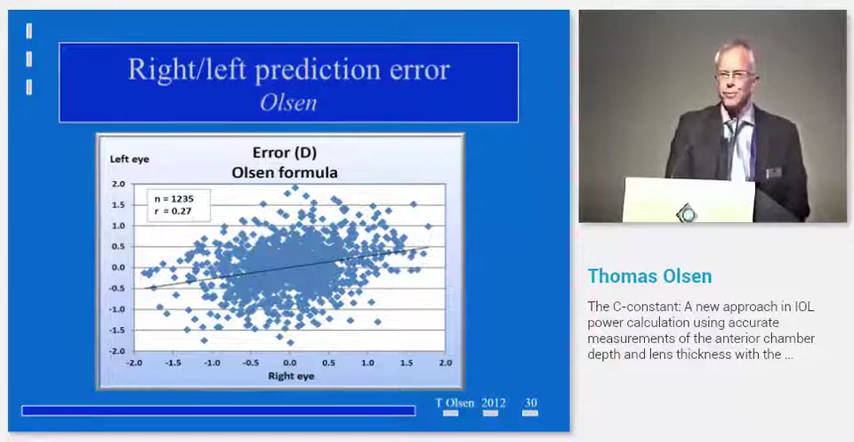 Right/left prediction error
Olsen
Error (D)
Olsen formula
Left eye
n = 1235
r = 0.27
2.0
1.5
1.0
0.5
0.0
-0.5
-1.0
-1.5
-2.0
-2.0 -1.5 -1.0 -0.5 0.0 0.5 1.0 1.5 2.0
Right eye
T Olsen 2012 30
Thomas Olsen
The C-constant: A new approach in IOL
power calculation using accurate
measurements of the anterior chamber
depth and lens thickness with the ...